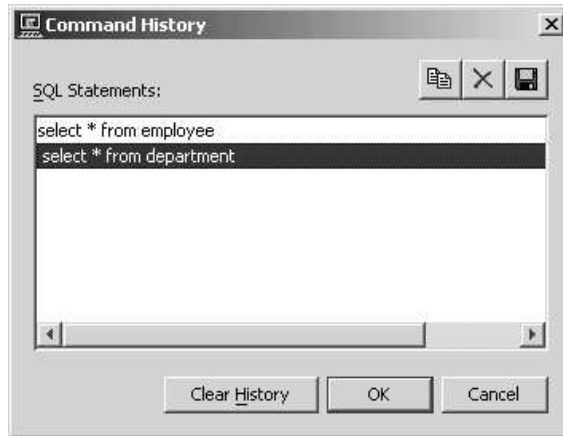 Command History
SQL Statements:
select * from employee
select * from department
Clear History
OK
Cancel